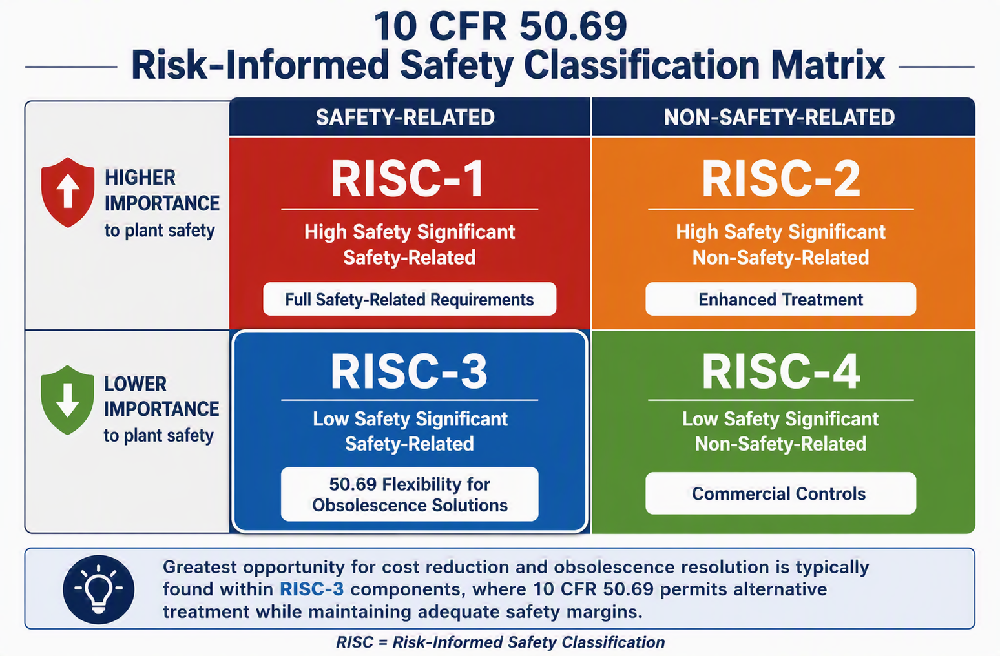 10 CFR 50.69
Risk-Informed Safety Classification Matrix
SAFETY-RELATED
NON-SAFETY-RELATED
HIGHER
IMPORTANCE
to plant safety
RISC-1
High Safety Significant
Safety-Related
Full Safety-Related Requirements
RISC-2
High Safety Significant
Non-Safety-Related
Enhanced Treatment
LOWER
IMPORTANCE
to plant safety
RISC-3
Low Safety Significant
Safety-Related
50.69 Flexibility for
Obsolescence Solutions
RISC-4
Low Safety Significant
Non-Safety-Related
Commercial Controls
Greatest opportunity for cost reduction and obsolescence resolution is typically
found within RISC-3 components, where 10 CFR 50.69 permits alternative
treatment while maintaining adequate safety margins.
RISC = Risk-Informed Safety Classification